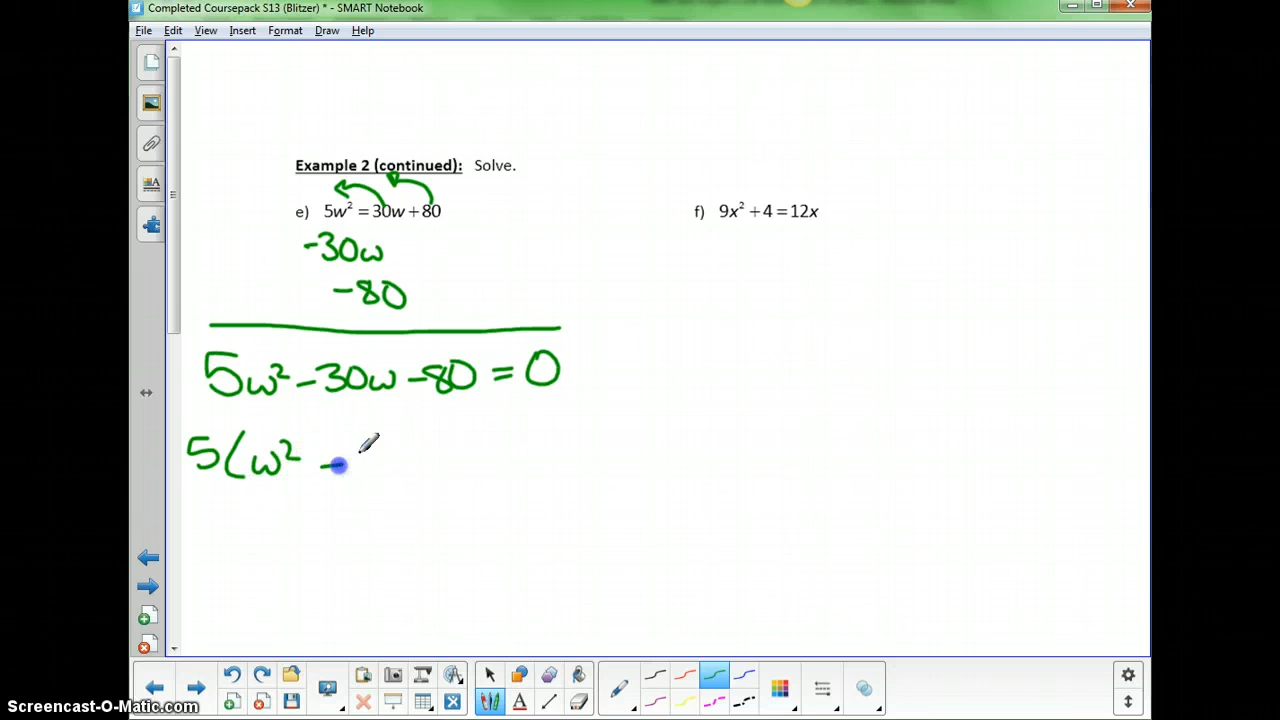 Completed Coursepack S13 (Blitzer) * - SMART Notebook
File Edit View Insert Format Draw Help
Example 2 (continued): Solve.
e) 5w² = 30w + 80
f) 9x² + 4 = 12x
-30w
-80
5w² - 30w - 80 = 0
5(w² -
Screencast-O-Matic.com